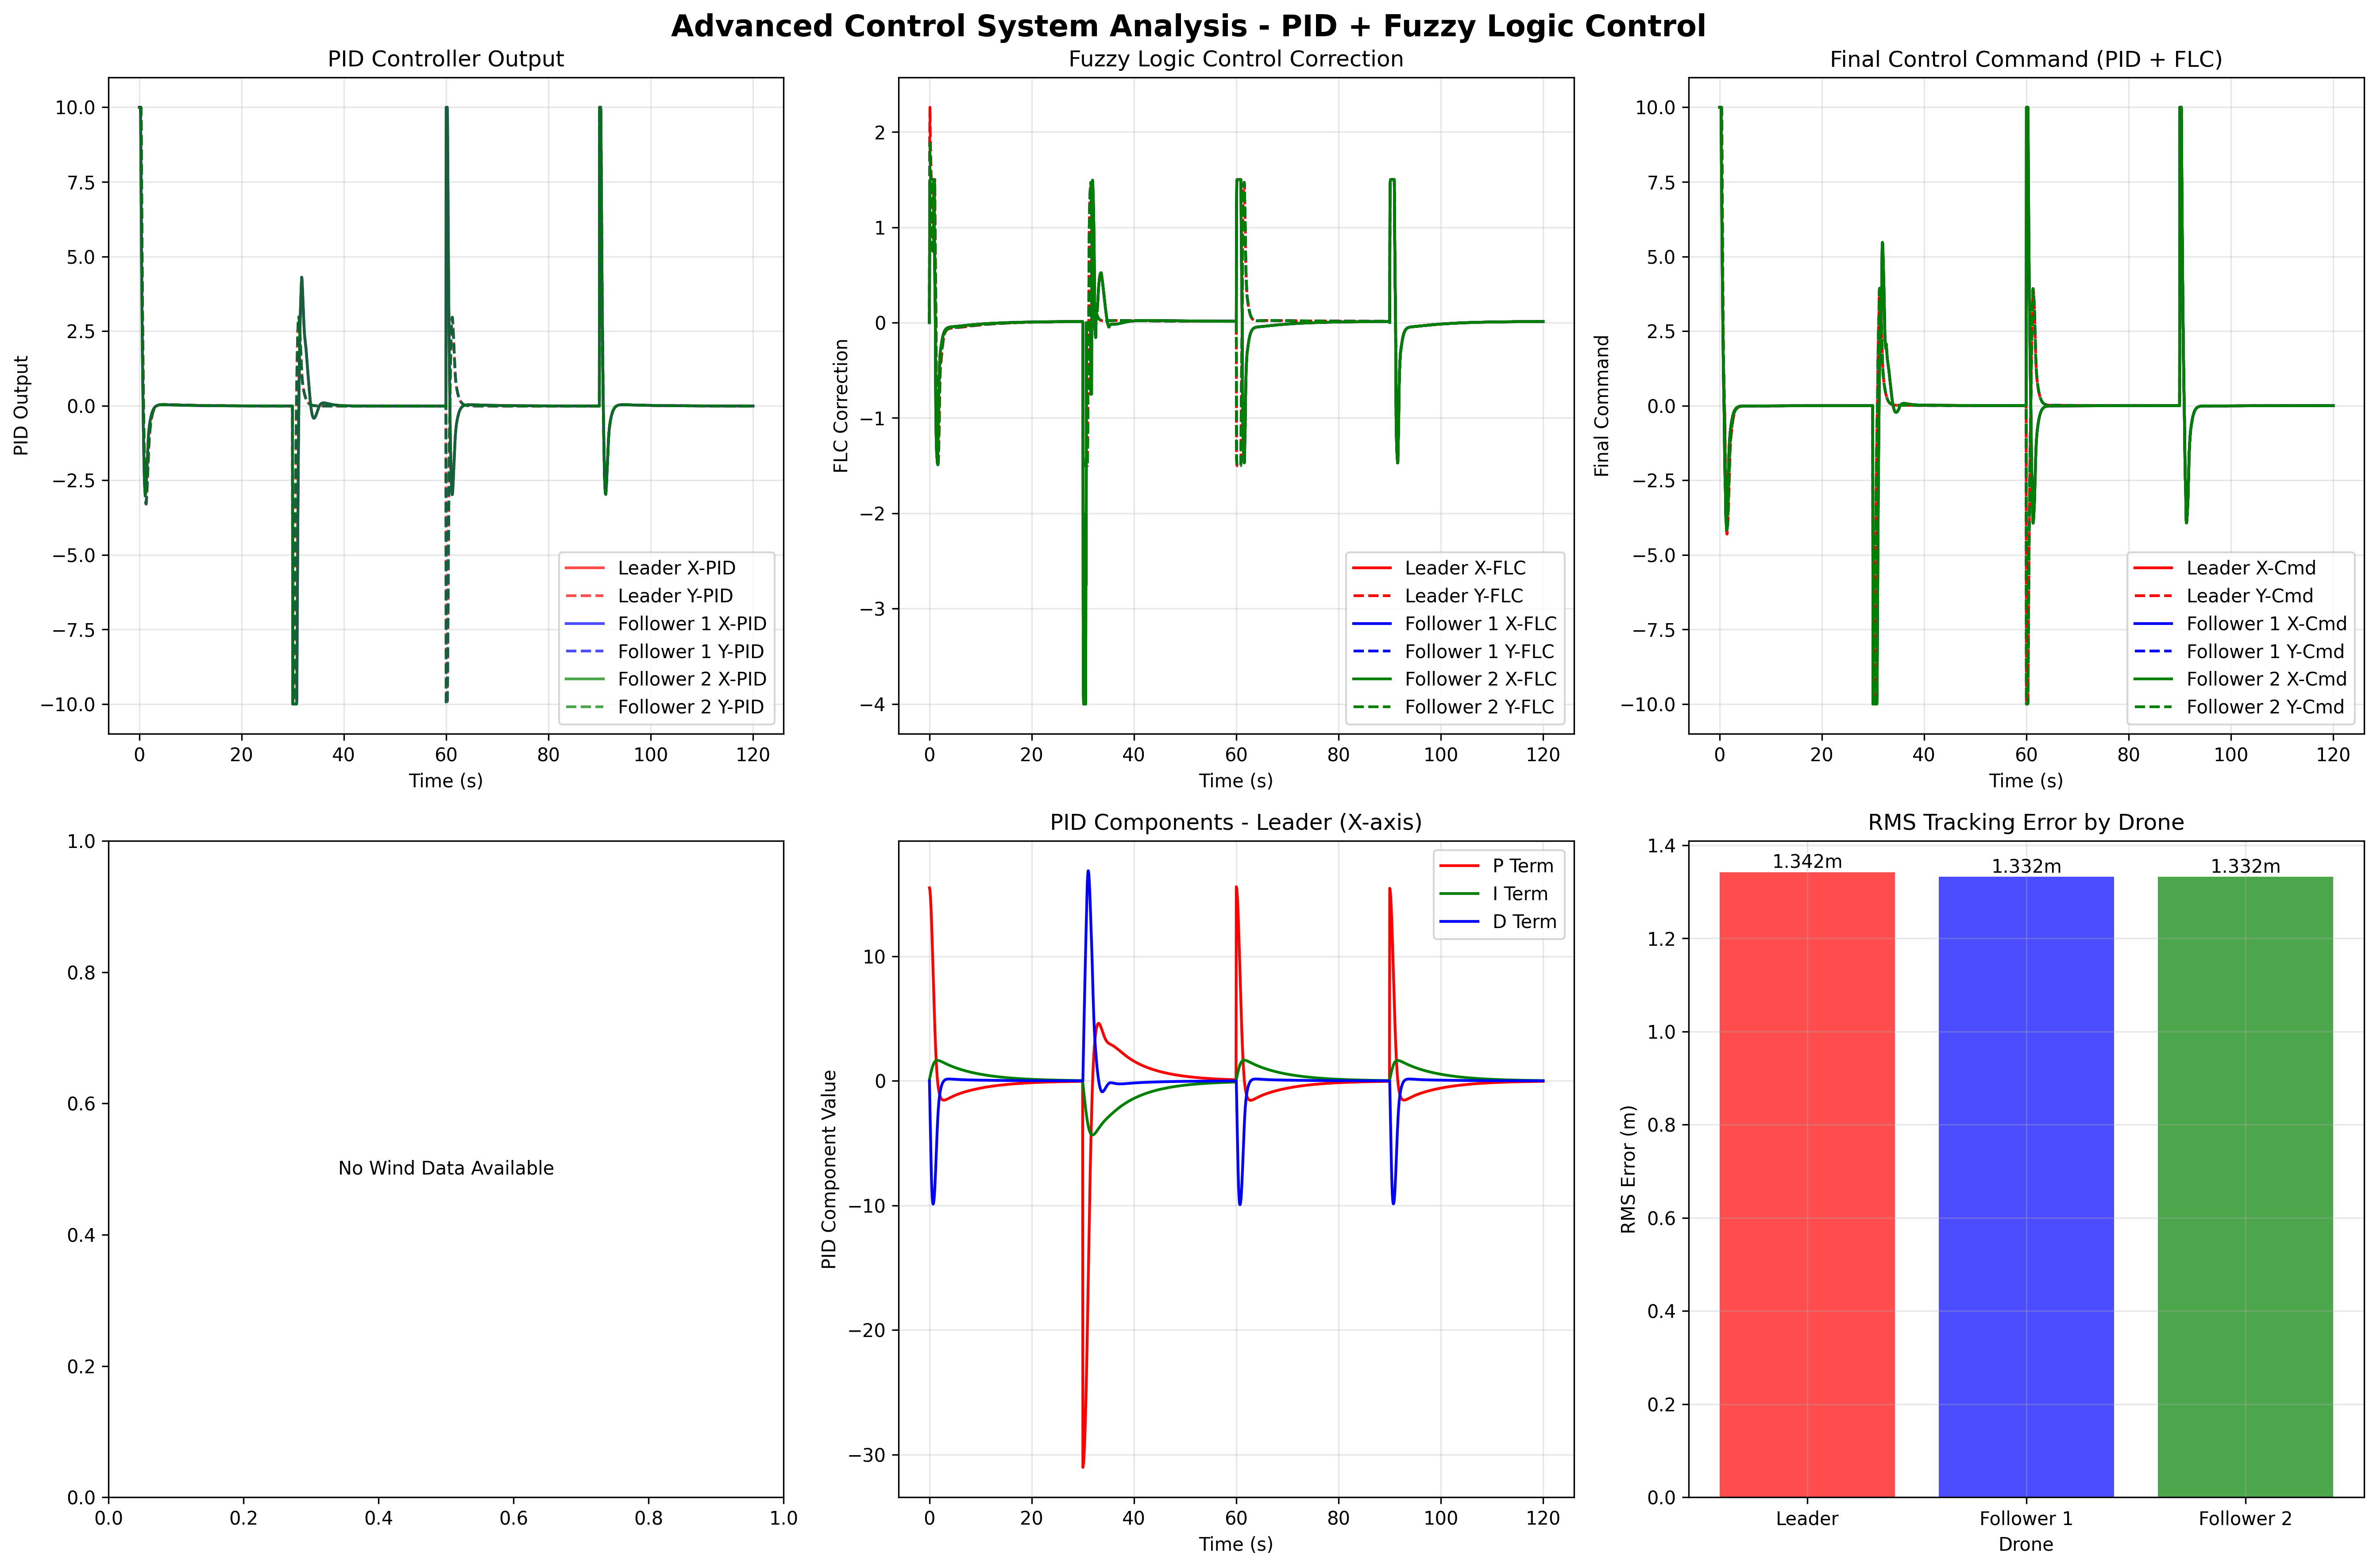 Advanced Control System Analysis - PID + Fuzzy Logic Control
PID Controller Output
10.0
7.5
5.0
2.5
0.0
−2.5
−5.0
−7.5
−10.0
PID Output
Leader X-PID
Leader Y-PID
Follower 1 X-PID
Follower 1 Y-PID
Follower 2 X-PID
Follower 2 Y-PID
0 20 40 60 80 100 120
Time (s)
Fuzzy Logic Control Correction
2
1
0
−1
−2
−3
−4
FLC Correction
Leader X-FLC
Leader Y-FLC
Follower 1 X-FLC
Follower 1 Y-FLC
Follower 2 X-FLC
Follower 2 Y-FLC
0 20 40 60 80 100 120
Time (s)
Final Control Command (PID + FLC)
10.0
7.5
5.0
2.5
0.0
−2.5
−5.0
−7.5
−10.0
Final Command
Leader X-Cmd
Leader Y-Cmd
Follower 1 X-Cmd
Follower 1 Y-Cmd
Follower 2 X-Cmd
Follower 2 Y-Cmd
0 20 40 60 80 100 120
Time (s)
1.0
0.8
0.6
0.4
0.2
0.0
No Wind Data Available
0.0 0.2 0.4 0.6 0.8 1.0
PID Components - Leader (X-axis)
P Term
I Term
D Term
10
0
−10
−20
−30
PID Component Value
0 20 40 60 80 100 120
Time (s)
RMS Tracking Error by Drone
1.4
1.2
1.0
0.8
0.6
0.4
0.2
0.0
RMS Error (m)
1.342m
1.332m
1.332m
Leader Follower 1 Follower 2
Drone